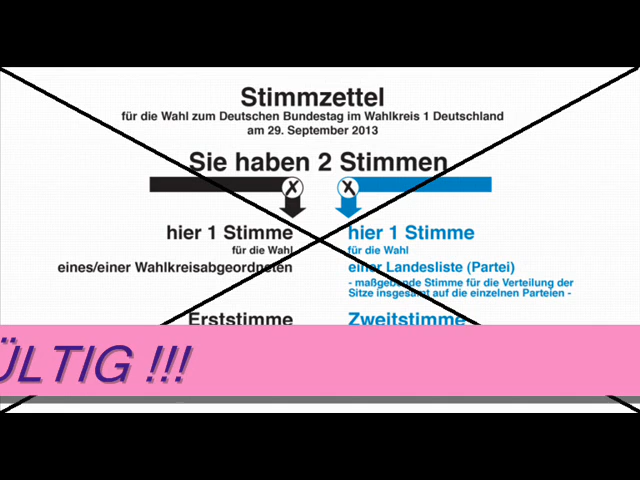 Stimmzettel
für die Wahl zum Deutschen Bundestag im Wahlkreis 1 Deutschland
am 29. September 2013
Sie haben 2 Stimmen
hier 1 Stimme
für die Wahl
eines/einer Wahlkreisabgeordneten
Erststimme
hier 1 Stimme
für die Wahl
einer Landesliste (Partei)
- maßgebende Stimme für die Verteilung der
Sitze insgesamt auf die einzelnen Parteien -
Zweitstimme
ÜLTIG !!!